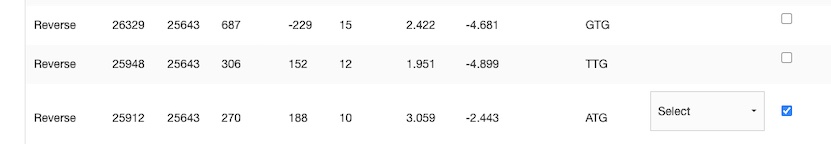 Reverse 26329 25643 687 -229 15 2.422 -4.681 GTG
Reverse 25948 25643 306 152 12 1.951 -4.899 TTG
Reverse 25912 25643 270 188 10 3.059 -2.443 ATG Select